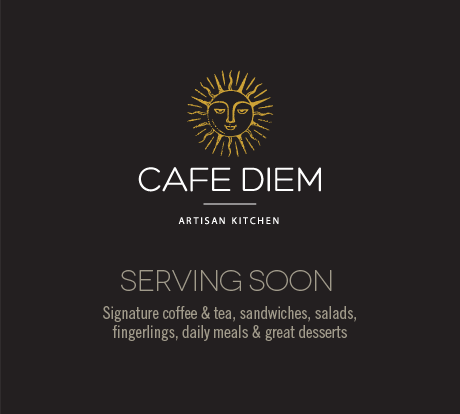 CAFE DIEM
ARTISAN KITCHEN
SERVING SOON
Signature coffee & tea, sandwiches, salads,
fingerlings, daily meals & great desserts